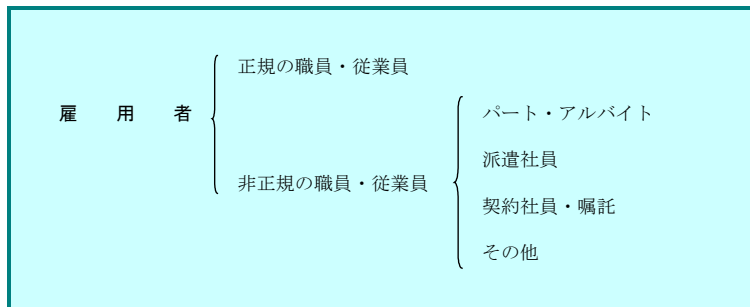 正規の職員・従業員
雇用者
パート・アルバイト
派遣社員
非正規の職員・従業員
契約社員・嘱託
その他